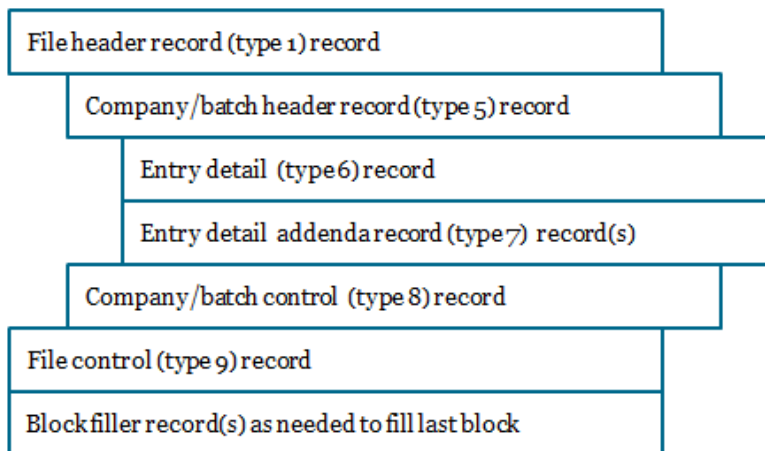 File header record (type 1) record
Company/batch header record (type 5) record
Entry detail (type 6) record
Entry detail addenda record (type 7) record(s)
Company/batch control (type 8) record
File control (type 9) record
Block filler record(s) as needed to fill last block